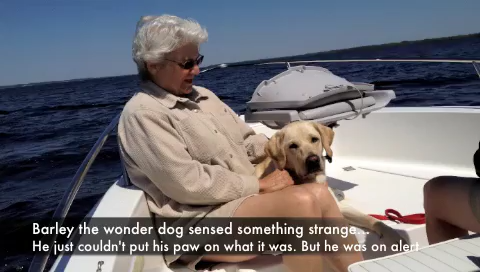 Barley the wonder dog sensed something strange...
He just couldn't put his paw on what it was. But he was on alert